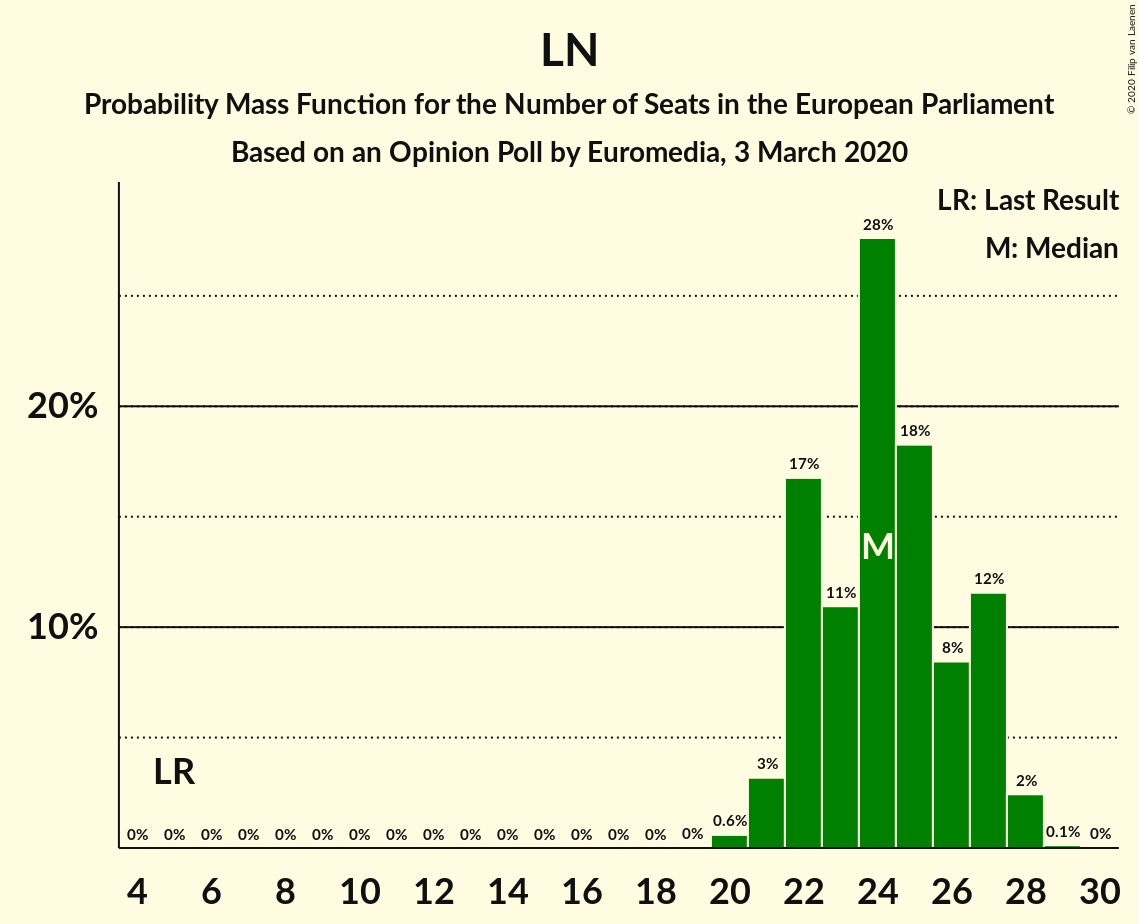 LN
Probability Mass Function for the Number of Seats in the European Parliament
Based on an Opinion Poll by Euromedia, 3 March 2020
© 2020 Filip van Laenen
LR: Last Result
M: Median
28%
20%
18%
17%
M
12%
11%
10%
8%
LR
3%
2%
0% 0% 0% 0% 0% 0% 0% 0% 0% 0% 0% 0% 0% 0% 0% 0% 0.6% 0.1% 0%
4 6 8 10 12 14 16 18 20 22 24 26 28 30